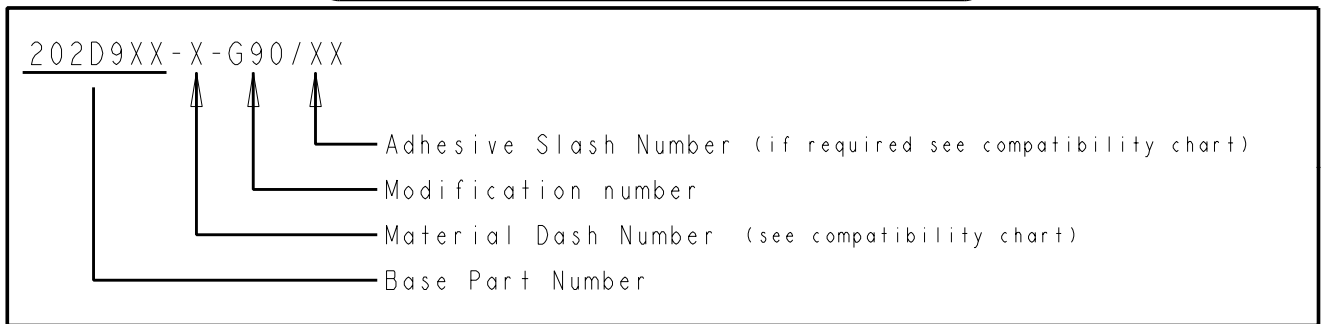 202D9XX-X-G90/XX
Adhesive Slash Number (if required see compatibility chart)
Modification number
Material Dash Number (see compatibility chart)
Base Part Number